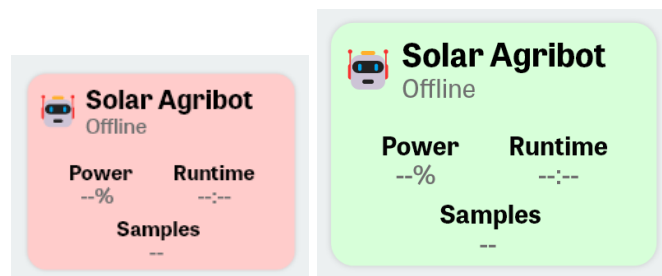 Solar Agribot
Offline
Power Runtime
--% --:--
Samples
--
Solar Agribot
Offline
Power Runtime
--% --:--
Samples
--